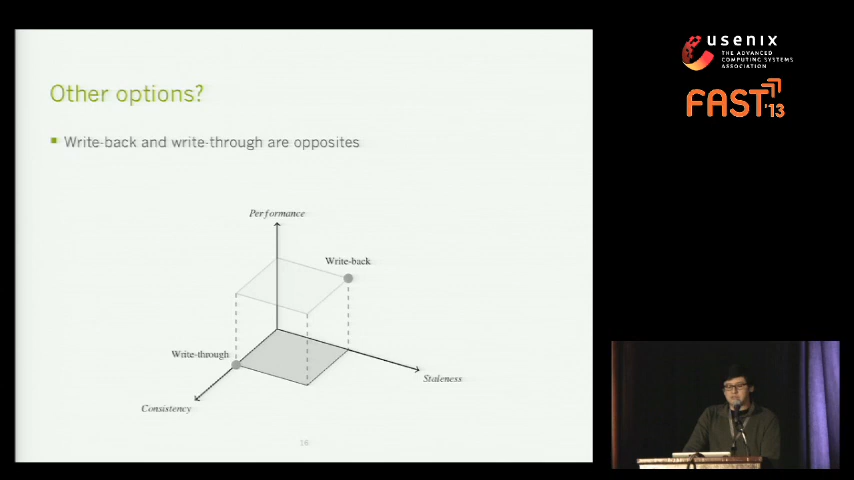 Other options?
Write-back and write-through are opposites
Performance
Write-back
Write-through
Staleness
Consistency
16
usenix
THE ADVANCED
COMPUTING SYSTEMS
ASSOCIATION
FAST'13